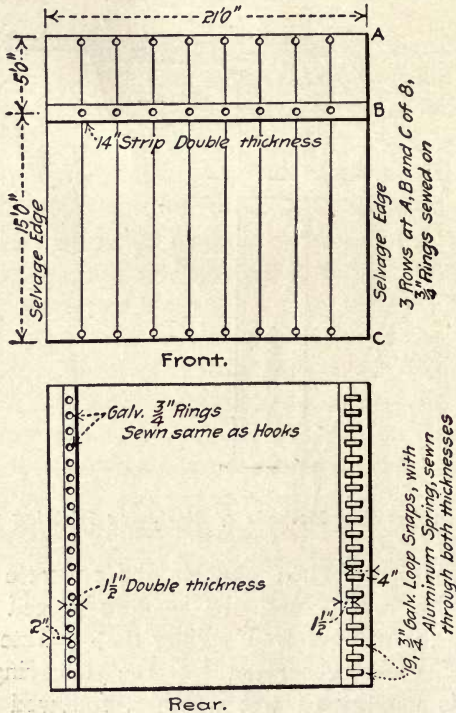 21'0"
A
5'0"
B
14" Strip Double thickness
15'0"
Selvage Edge
Selvage Edge
3 Rows at A, B and C of 8,
3/4" Rings sewed on
C
Front.
Galv. 3/4" Rings
Sewn same as Hooks
1 1/2" Double thickness
2"
4"
1 1/2"
19, 3/4" Galv. Loop Snaps, with
Aluminum Spring, sewn
through both thicknesses
Rear.